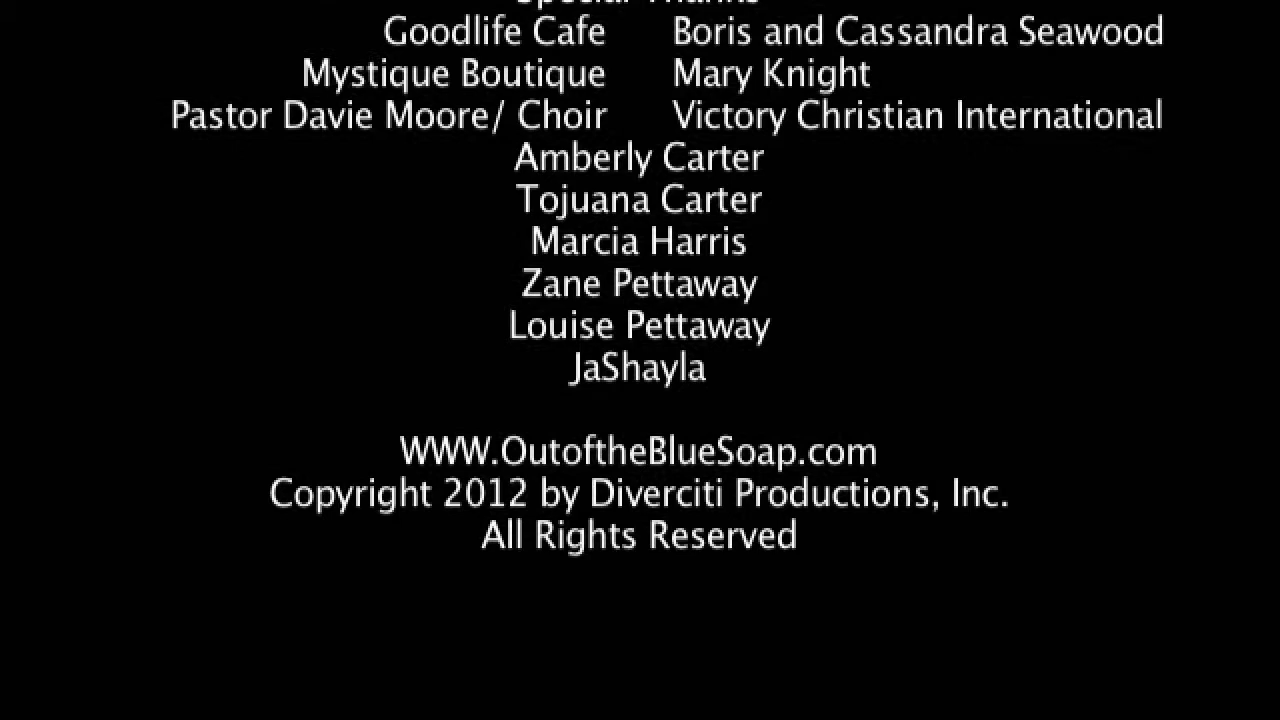 Special Thanks
Goodlife Cafe Boris and Cassandra Seawood
Mystique Boutique Mary Knight
Pastor Davie Moore/ Choir Victory Christian International
Amberly Carter
Tojuana Carter
Marcia Harris
Zane Pettaway
Louise Pettaway
JaShayla
WWW.OutoftheBlueSoap.com
Copyright 2012 by Diverciti Productions, Inc.
All Rights Reserved